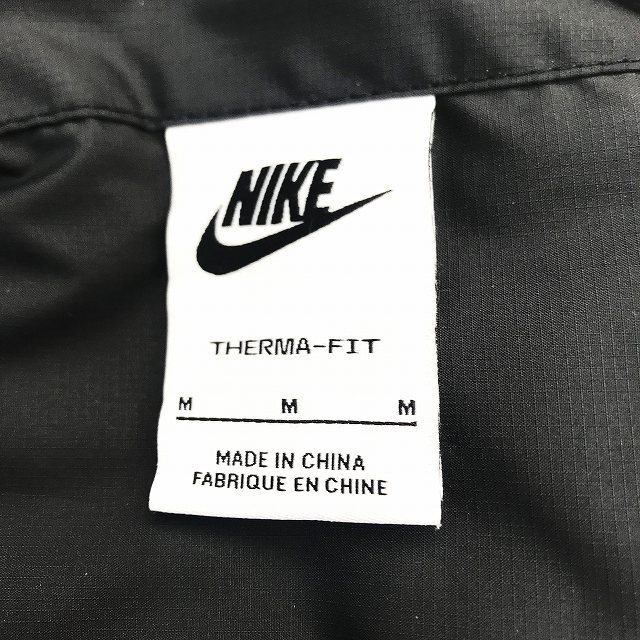 NIKE
THERMA-FIT
M M M
MADE IN CHINA
FABRIQUE EN CHINE